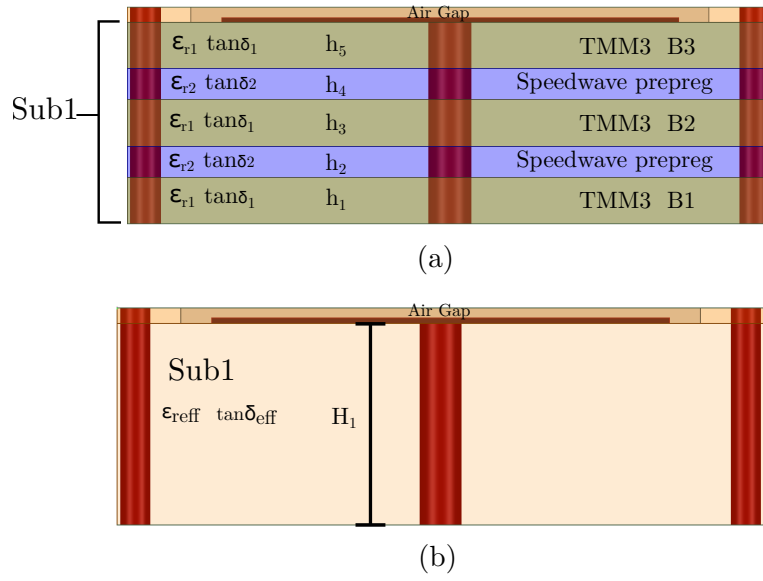 Air Gap
εr1 tanδ1 h5 TMM3 B3
εr2 tanδ2 h4 Speedwave prepreg
Sub1
εr1 tanδ1 h3 TMM3 B2
εr2 tanδ2 h2 Speedwave prepreg
εr1 tanδ1 h1 TMM3 B1
(a)
Air Gap
Sub1
εreff tanδeff H1
(b)